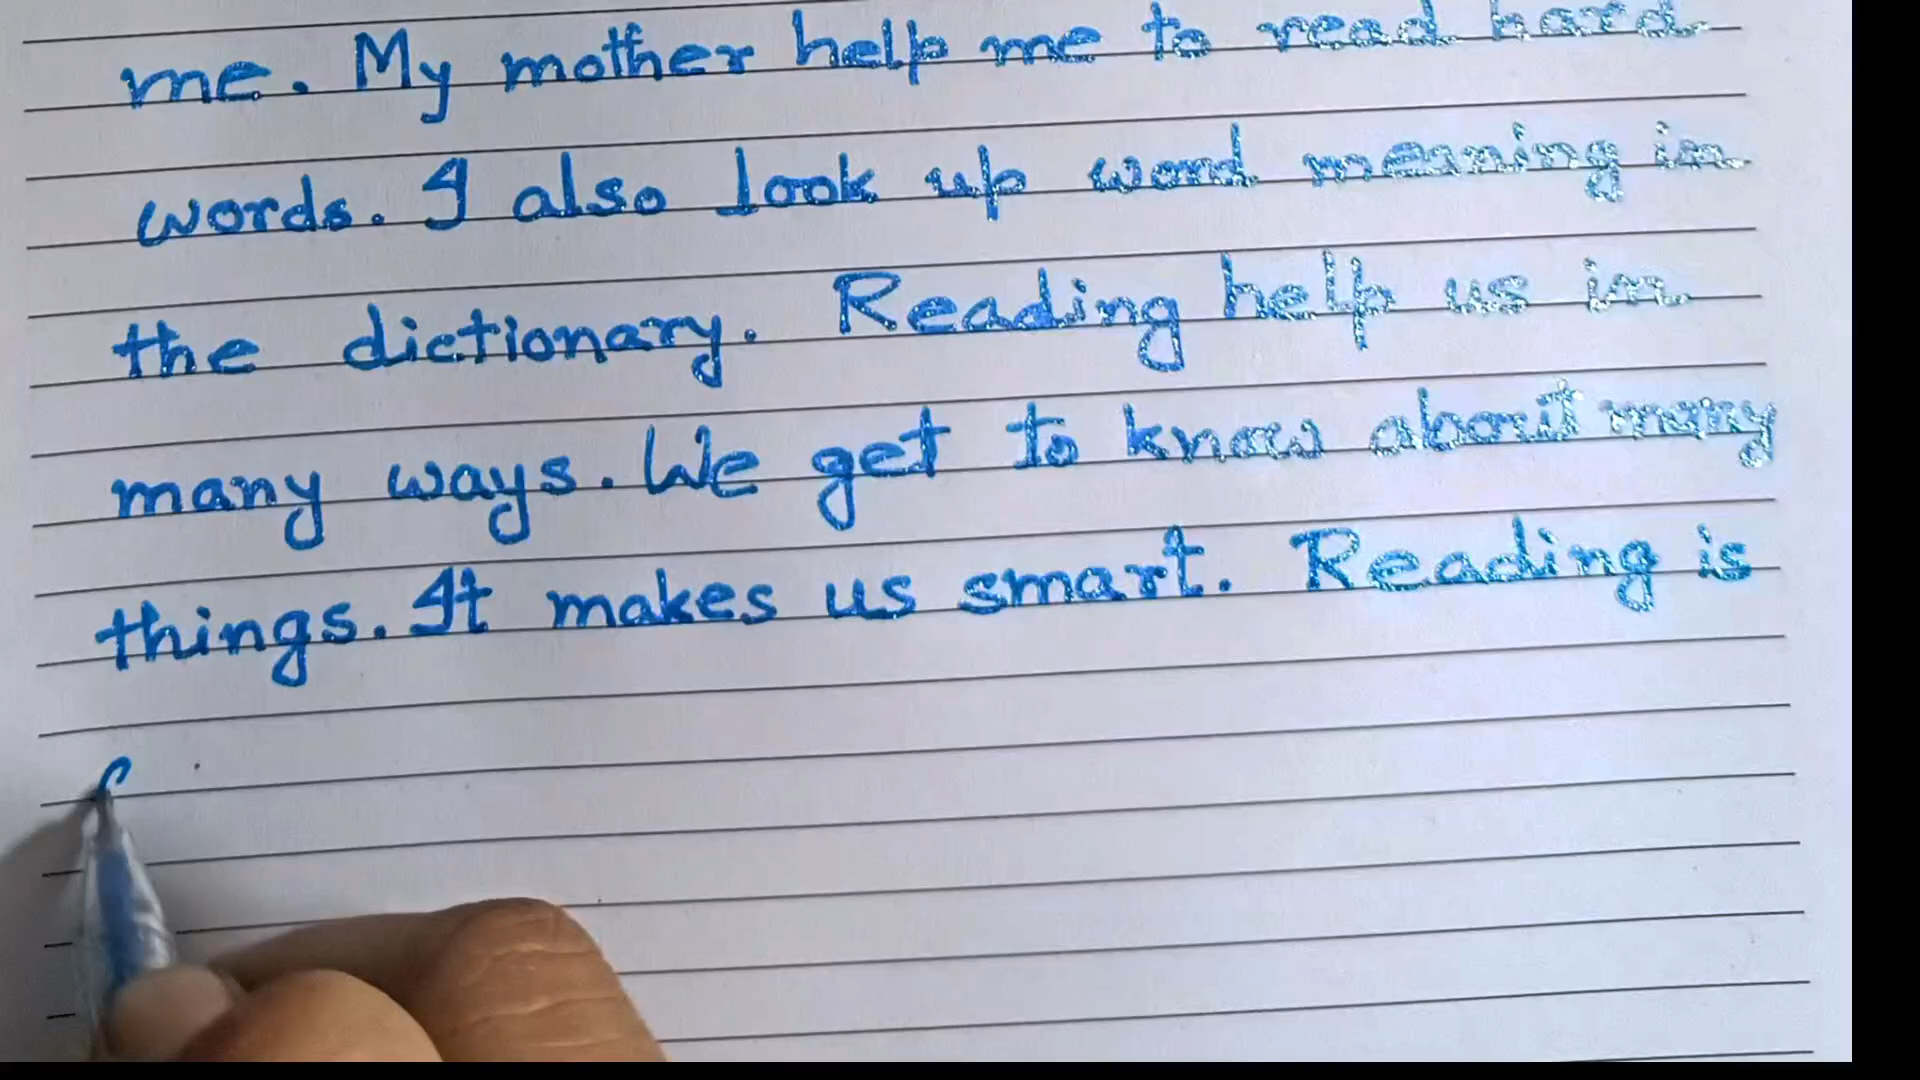 me. My mother help me to read hard
words. I also look up word meaning in
the dictionary. Reading help us in
many ways. We get to know about many
things. It makes us smart. Reading is